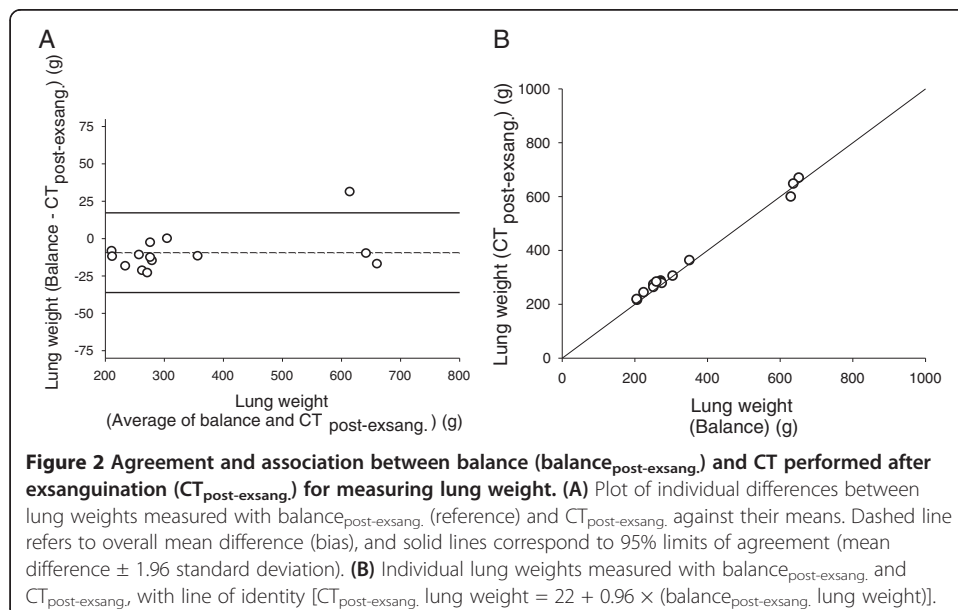 A
Lung weight (Balance - CT post-exsang.) (g)
75
50
25
0
-25
-50
-75
200 300 400 500 600 700 800
Lung weight
(Average of balance and CT post-exsang. ) (g)
B
Lung weight (CT post-exsang.) (g)
1000
800
600
400
200
0
0 200 400 600 800 1000
Lung weight
(Balance) (g)
Figure 2 Agreement and association between balance (balancepost-exsang.) and CT performed after
exsanguination (CTpost-exsang.) for measuring lung weight. (A) Plot of individual differences between
lung weights measured with balancepost-exsang. (reference) and CTpost-exsang. against their means. Dashed line
refers to overall mean difference (bias), and solid lines correspond to 95% limits of agreement (mean
difference ± 1.96 standard deviation). (B) Individual lung weights measured with balancepost-exsang. and
CTpost-exsang., with line of identity [CTpost-exsang. lung weight = 22 + 0.96 × (balancepost-exsang. lung weight)].